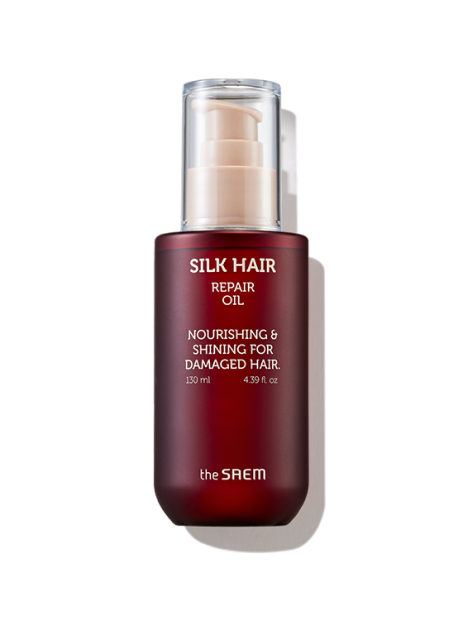 SILK HAIR
REPAIR
OIL
NOURISHING &
SHINING FOR
DAMAGED HAIR.
130 ml 4.39 fl. oz
the SAEM